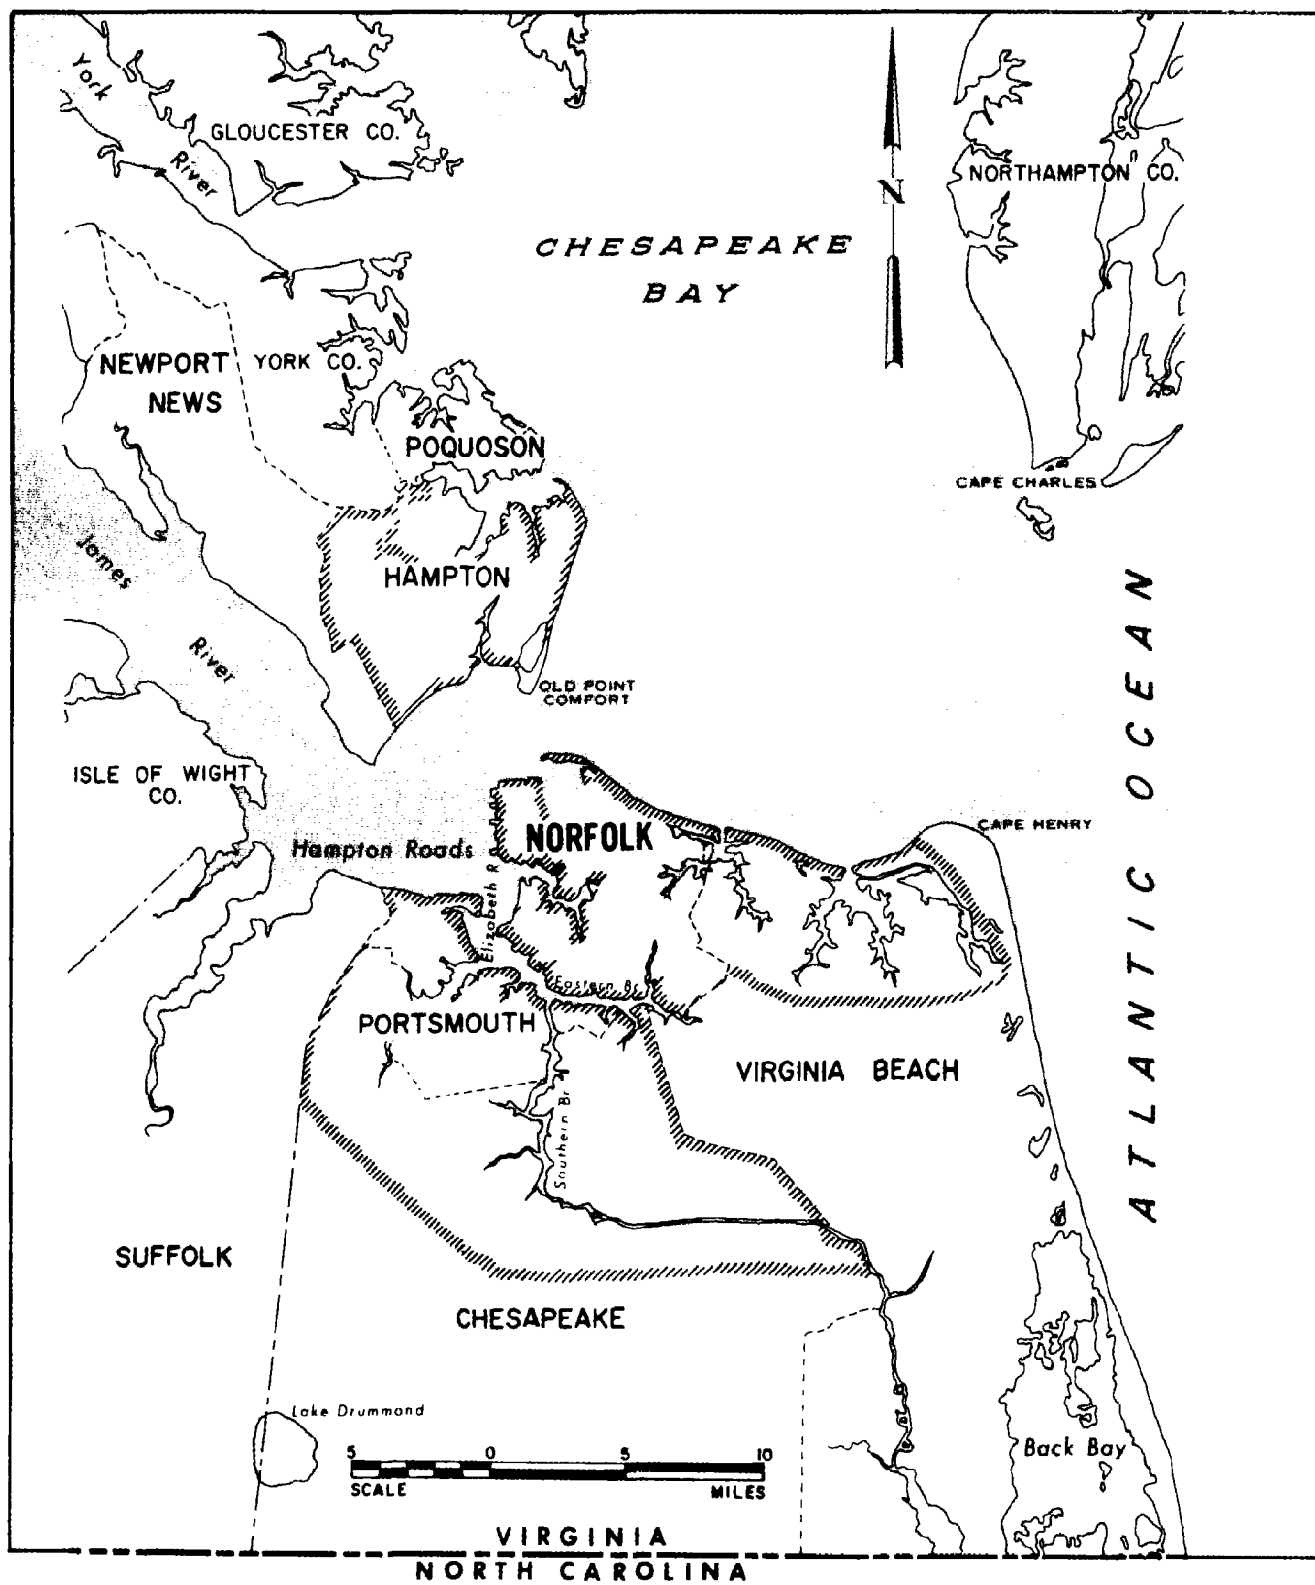 York
River
GLOUCESTER CO.
N
NORTHAMPTON CO.
CHESAPEAKE
BAY
NEWPORT
NEWS
YORK CO.
POQUOSON
CAPE CHARLES
James
River
HAMPTON
OLD POINT
COMFORT
ATLANTIC OCEAN
ISLE OF WIGHT
CO.
Hampton Roads
NORFOLK
CAPE HENRY
Elizabeth R.
Eastern Br.
PORTSMOUTH
VIRGINIA BEACH
Southern Br.
SUFFOLK
CHESAPEAKE
Lake Drummond
Back Bay
5 0 5 10
SCALE MILES
VIRGINIA
NORTH CAROLINA